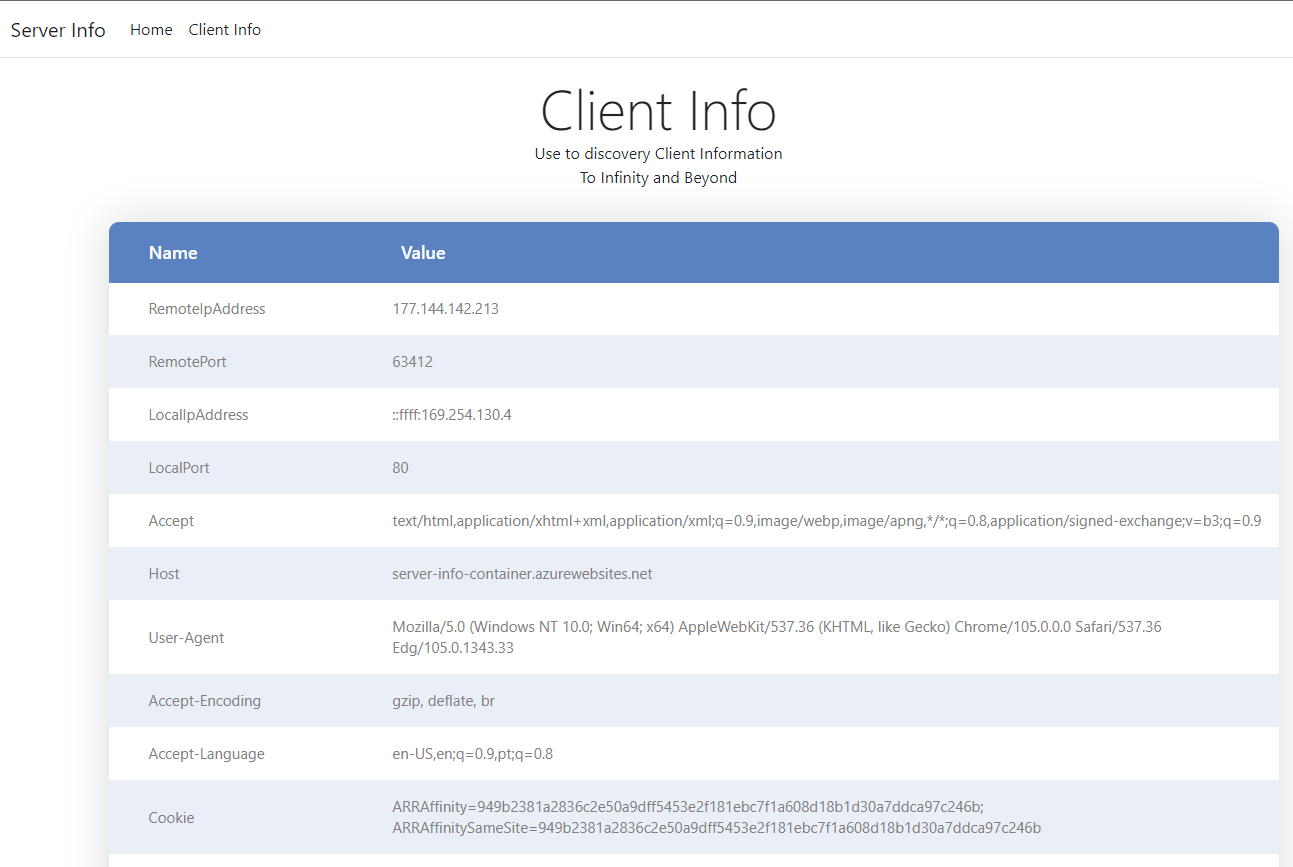 Server Info Home Client Info
Client Info
Use to discovery Client Information
To Infinity and Beyond
Name Value
RemoteIpAddress 177.144.142.213
RemotePort 63412
LocalIpAddress ::ffff:169.254.130.4
LocalPort 80
Accept text/html,application/xhtml+xml,application/xml;q=0.9,image/webp,image/apng,*/*;q=0.8,application/signed-exchange;v=b3;q=0.9
Host server-info-container.azurewebsites.net
User-Agent Mozilla/5.0 (Windows NT 10.0; Win64; x64) AppleWebKit/537.36 (KHTML, like Gecko) Chrome/105.0.0.0 Safari/537.36
Edg/105.0.1343.33
Accept-Encoding gzip, deflate, br
Accept-Language en-US,en;q=0.9,pt;q=0.8
Cookie ARRAffinity=949b2381a2836c2e50a9dff5453e2f181ebc7f1a608d18b1d30a7ddca97c246b;
ARRAffinitySameSite=949b2381a2836c2e50a9dff5453e2f181ebc7f1a608d18b1d30a7ddca97c246b